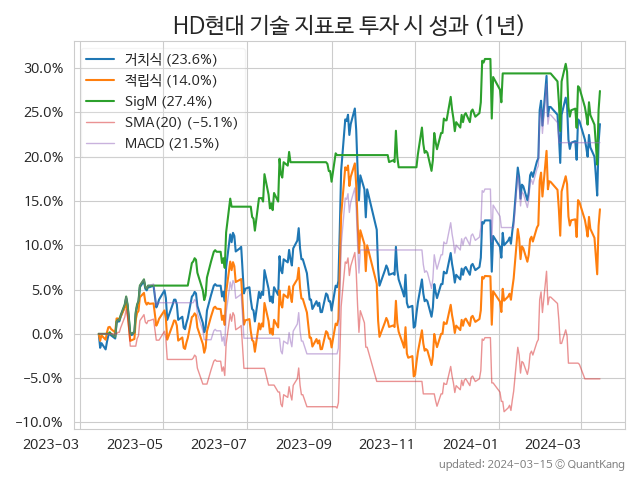 HD현대 기술 지표로 투자 시 성과 (1년)
거치식 (23.6%)
적립식 (14.0%)
SigM (27.4%)
SMA(20) (−5.1%)
MACD (21.5%)
30.0%
25.0%
20.0%
15.0%
10.0%
5.0%
0.0%
−5.0%
−10.0%
2023-03 2023-05 2023-07 2023-09 2023-11 2024-01 2024-03
updated: 2024-03-15 ⓒ QuantKang